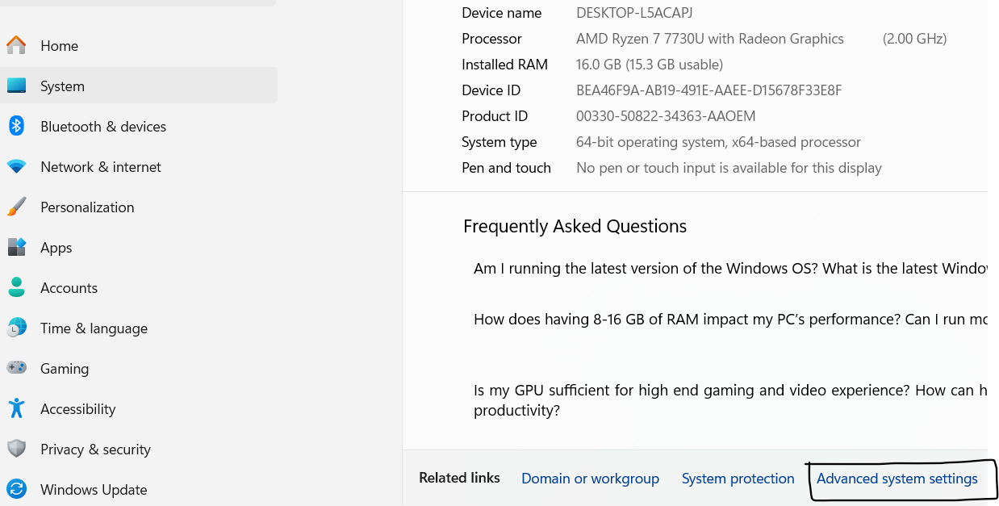 Home
System
Bluetooth & devices
Network & internet
Personalization
Apps
Accounts
Time & language
Gaming
Accessibility
Privacy & security
Windows Update
Device name DESKTOP-L5ACAPJ
Processor AMD Ryzen 7 7730U with Radeon Graphics (2.00 GHz)
Installed RAM 16.0 GB (15.3 GB usable)
Device ID BEA46F9A-AB19-491E-AAEE-D15678F33E8F
Product ID 00330-50822-34363-AAOEM
System type 64-bit operating system, x64-based processor
Pen and touch No pen or touch input is available for this display
Frequently Asked Questions
Am I running the latest version of the Windows OS? What is the latest
How does having 8-16 GB of RAM impact my PC's performance? Can I run
Is my GPU sufficient for high end gaming and video experience? How can
productivity?
Related links Domain or workgroup System protection Advanced system settings